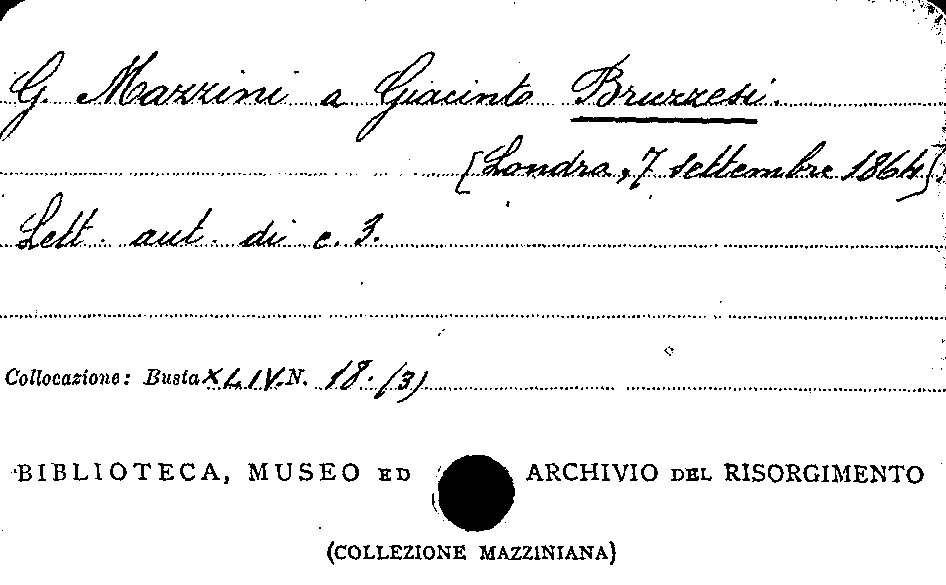 G. Mazzini a Giacinto Bruzzesi.
[Londra, 7 settembre 1864].
Lett. aut. di c. 3.
Collocazione: Busta XLIV. N. 18. (3)
BIBLIOTECA, MUSEO ED ARCHIVIO DEL RISORGIMENTO
(COLLEZIONE MAZZINIANA)